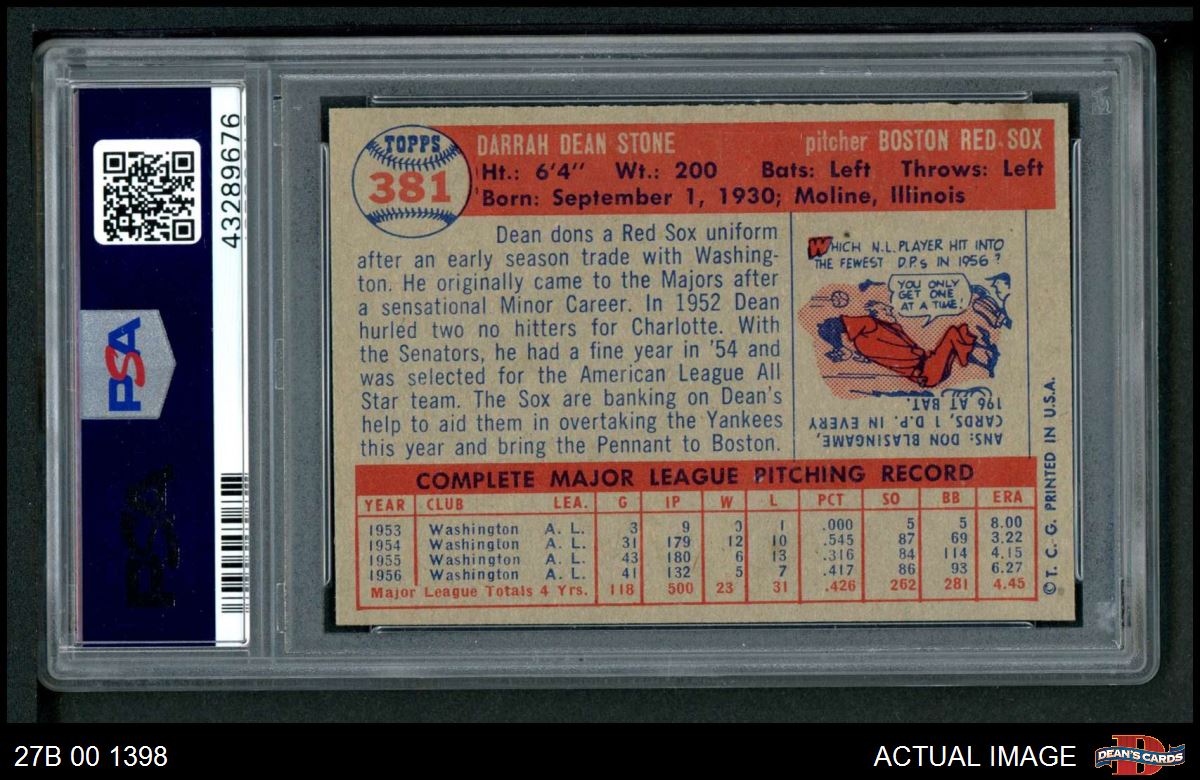 43289676
PSA
PSA
TOPPS
381
DARRAH DEAN STONE pitcher BOSTON RED SOX
Ht.: 6'4" Wt.: 200 Bats: Left Throws: Left
Born: September 1, 1930; Moline, Illinois
Dean dons a Red Sox uniform
after an early season trade with Washing-
ton. He originally came to the Majors after
a sensational Minor Career. In 1952 Dean
hurled two no hitters for Charlotte. With
the Senators, he had a fine year in '54 and
was selected for the American League All
Star team. The Sox are banking on Dean's
help to aid them in overtaking the Yankees
this year and bring the Pennant to Boston.
WHICH N.L. PLAYER HIT INTO
THE FEWEST D.P.s IN 1956?
YOU ONLY
GET ONE
AT A TIME!
ANS: DON BLASINGAME,
CARDS, 1 D.P. IN EVERY
196 AT BAT.
COMPLETE MAJOR LEAGUE PITCHING RECORD
YEAR CLUB LEA. G IP W L PCT SO BB ERA
1953 Washington A. L. 3 9 0 1 .000 5 5 8.00
1954 Washington A. L. 31 179 12 10 .545 87 69 3.22
1955 Washington A. L. 43 180 6 13 .316 84 114 4.15
1956 Washington A. L. 41 132 5 7 .417 86 93 6.27
Major League Totals 4 Yrs. 118 500 23 31 .426 262 281 4.45
© T. C. G. PRINTED IN U.S.A.
27B 00 1398
ACTUAL IMAGE
DEAN'S CARDS